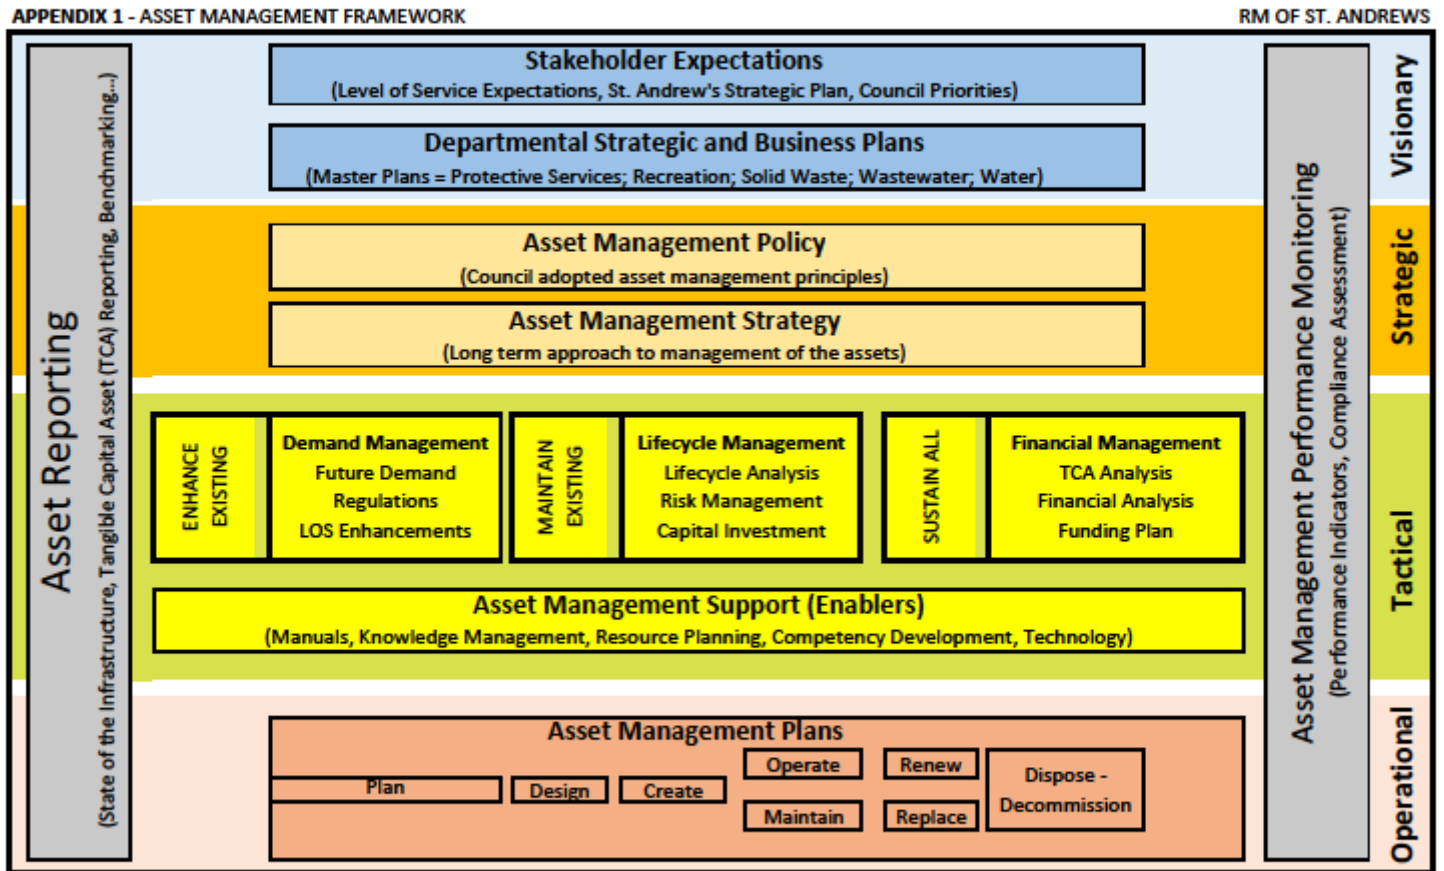 APPENDIX 1 - ASSET MANAGEMENT FRAMEWORK
RM OF ST. ANDREWS
Asset Reporting
(State of the Infrastructure, Tangible Capital Asset (TCA) Reporting, Benchmarking...)
Stakeholder Expectations
(Level of Service Expectations, St. Andrew's Strategic Plan, Council Priorities)
Departmental Strategic and Business Plans
(Master Plans = Protective Services; Recreation; Solid Waste; Wastewater; Water)
Visionary
Asset Management Policy
(Council adopted asset management principles)
Asset Management Strategy
(Long term approach to management of the assets)
Strategic
ENHANCE
EXISTING
Demand Management
Future Demand
Regulations
LOS Enhancements
MAINTAIN
EXISTING
Lifecycle Management
Lifecycle Analysis
Risk Management
Capital Investment
SUSTAIN ALL
Financial Management
TCA Analysis
Financial Analysis
Funding Plan
Asset Management Support (Enablers)
(Manuals, Knowledge Management, Resource Planning, Competency Development, Technology)
Tactical
Asset Management Plans
Plan
Design
Create
Operate
Maintain
Renew
Replace
Dispose -
Decommission
Operational
Asset Management Performance Monitoring
(Performance Indicators, Compliance Assessment)